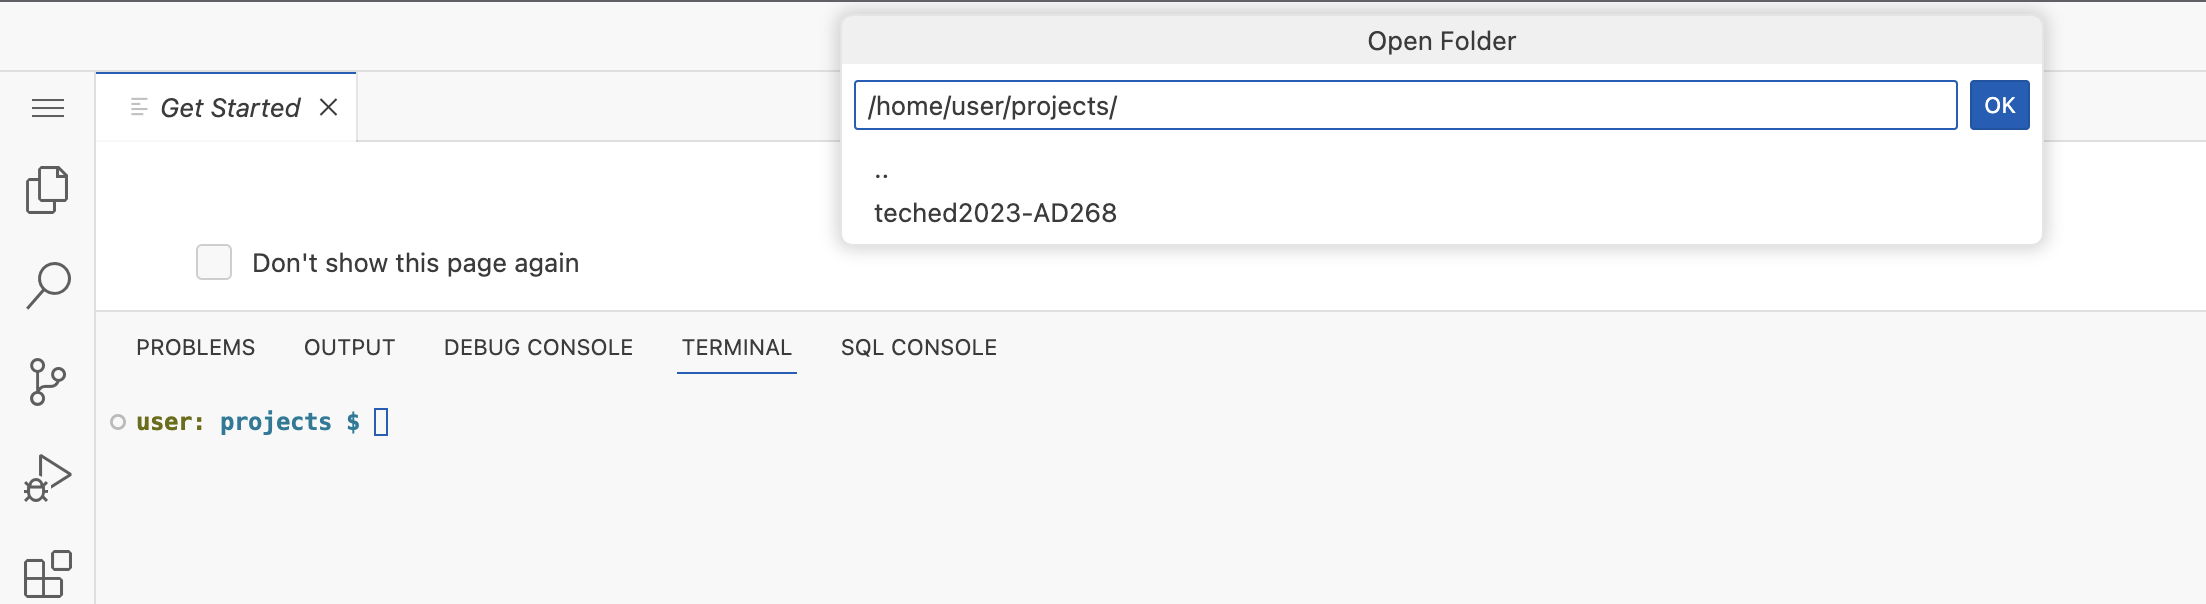 Open Folder
/home/user/projects/
OK
..
teched2023-AD268
Get Started
Don't show this page again
PROBLEMS OUTPUT DEBUG CONSOLE TERMINAL SQL CONSOLE
user: projects $